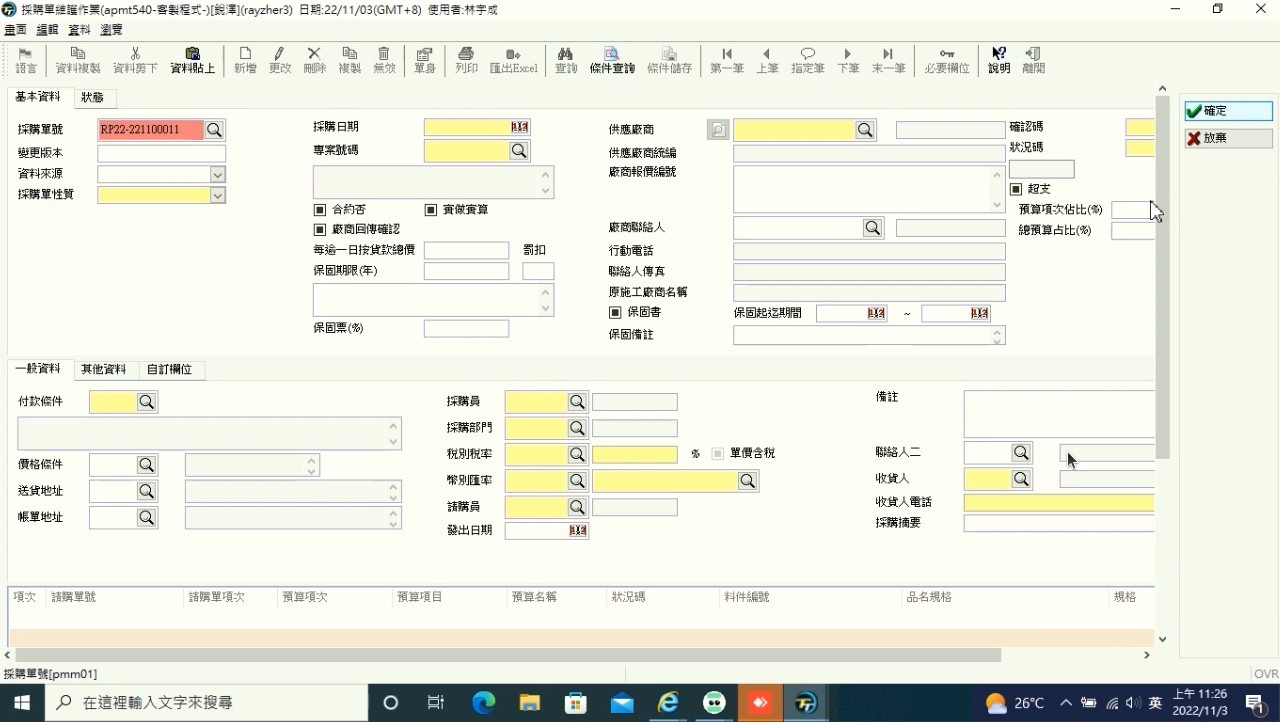 採購單維護作業(apmt540-客製程式-)[銳澤](rayzher3) 日期:22/11/03(GMT+8) 使用者:林宇成
畫面 編輯 資料 瀏覽
語言 資料複製 資料剪下 資料貼上 新增 更改 刪除 複製 無效 單身 列印 匯出Excel 查詢 條件查詢 條件儲存 第一筆 上筆 指定筆 下筆 末一筆 必要欄位 說明 離開
基本資料 狀態
確定
放棄
採購單號 RP22-221100011 採購日期 供應廠商 確認碼
變更版本 專案號碼 供應廠商統編 狀況碼
資料來源 廠商報價編號
採購單性質 超支
合約否 實做實算 預算項次佔比(%)
廠商回傳確認 廠商聯絡人 總預算占比(%)
每逾一日按貨款總價 罰扣 行動電話
保固期限(年) 聯絡人傳真
原施工廠商名稱
保固書 保固起迄期間 ~
保固票(%) 保固備註
一般資料 其他資料 自訂欄位
付款條件 採購員 備註
採購部門
稅別稅率 % 單價含稅 聯絡人二
價格條件 幣別匯率 收貨人
送貨地址 請購員 收貨人電話
帳單地址 發出日期 採購摘要
項次 請購單號 請購單項次 預算項次 預算項目 預算名稱 狀況碼 料件編號 品名規格 規格
採購單號[pmm01] OVR
在這裡輸入文字來搜尋 26°C 英 上午 11:26
2022/11/3 1